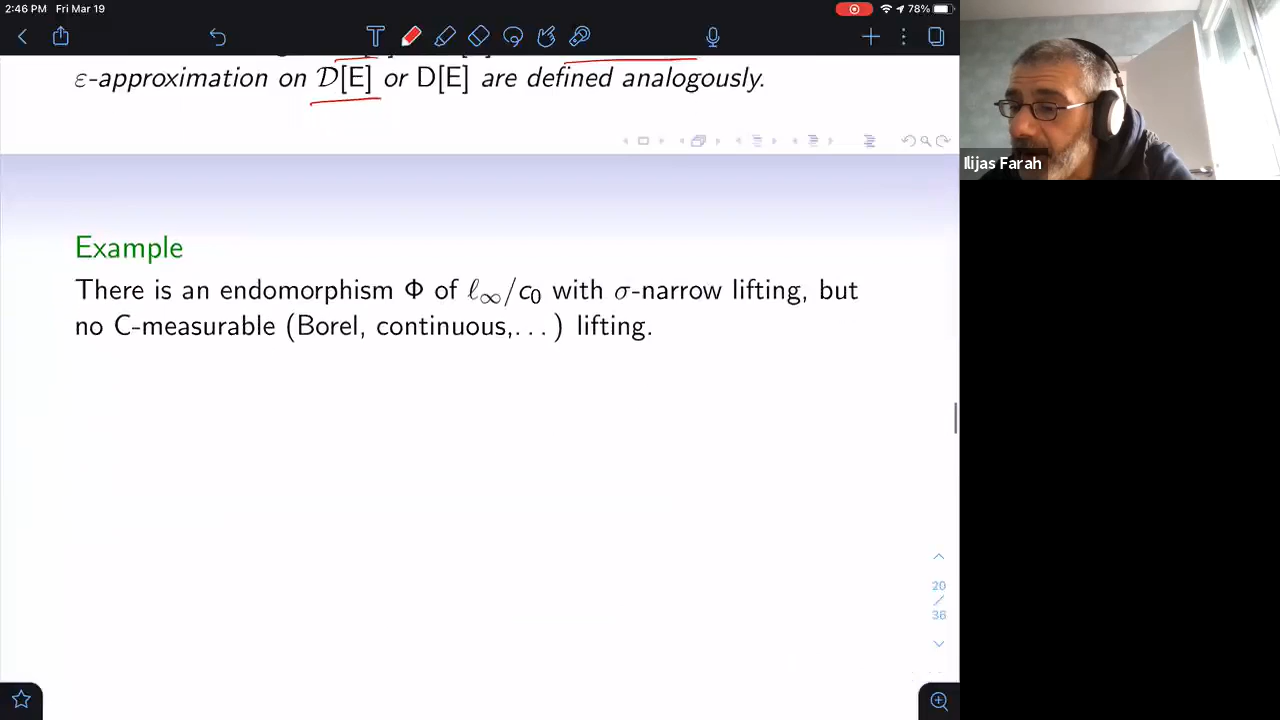 2:46 PM Fri Mar 19
78%
ε-approximation on 𝒟[E] or D[E] are defined analogously.
Ilijas Farah
Example
There is an endomorphism Φ of ℓ∞/c₀ with σ-narrow lifting, but
no C-measurable (Borel, continuous,. . . ) lifting.
20
/
36